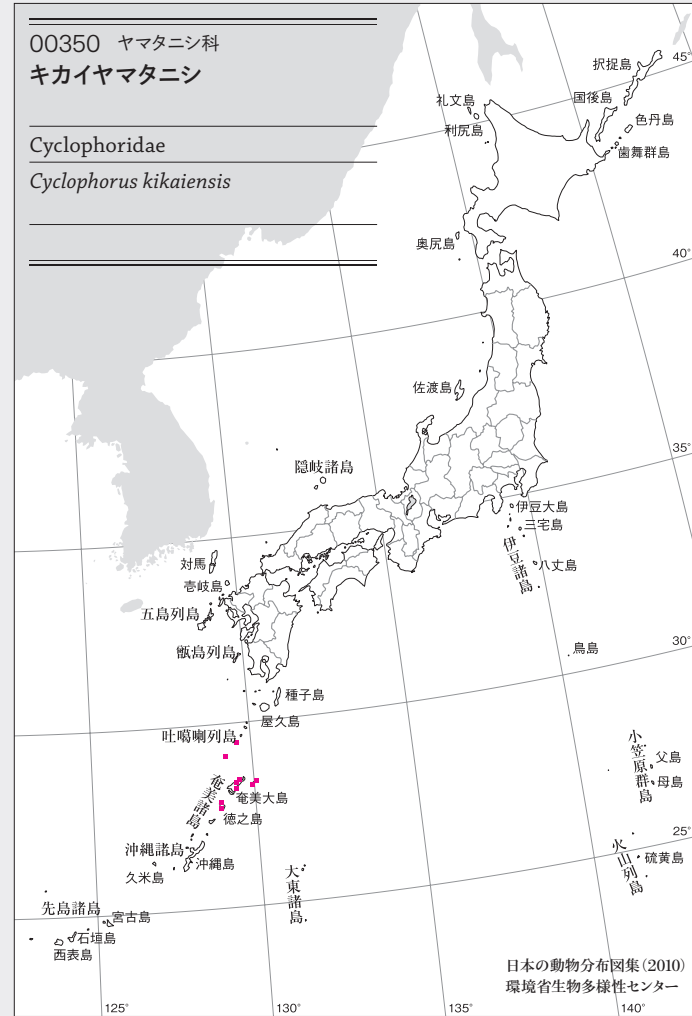 00350 ヤマタニシ科
キカイヤマタニシ
Cyclophoridae
Cyclophorus kikaiensis
択捉島
45°
礼文島
国後島
利尻島
色丹島
歯舞群島
奥尻島
40°
佐渡島
35°
隠岐諸島
伊豆大島
三宅島
伊豆諸島
八丈島
対馬
壱岐島
五島列島
甑島列島
鳥島
30°
種子島
屋久島
吐噶喇列島
小笠原群島
父島
母島
奄美諸島
奄美大島
徳之島
25°
沖縄諸島
沖縄島
久米島
大東諸島
火山列島
硫黄島
先島諸島
宮古島
石垣島
西表島
日本の動物分布図集(2010)
環境省生物多様性センター
125°
130°
135°
140°